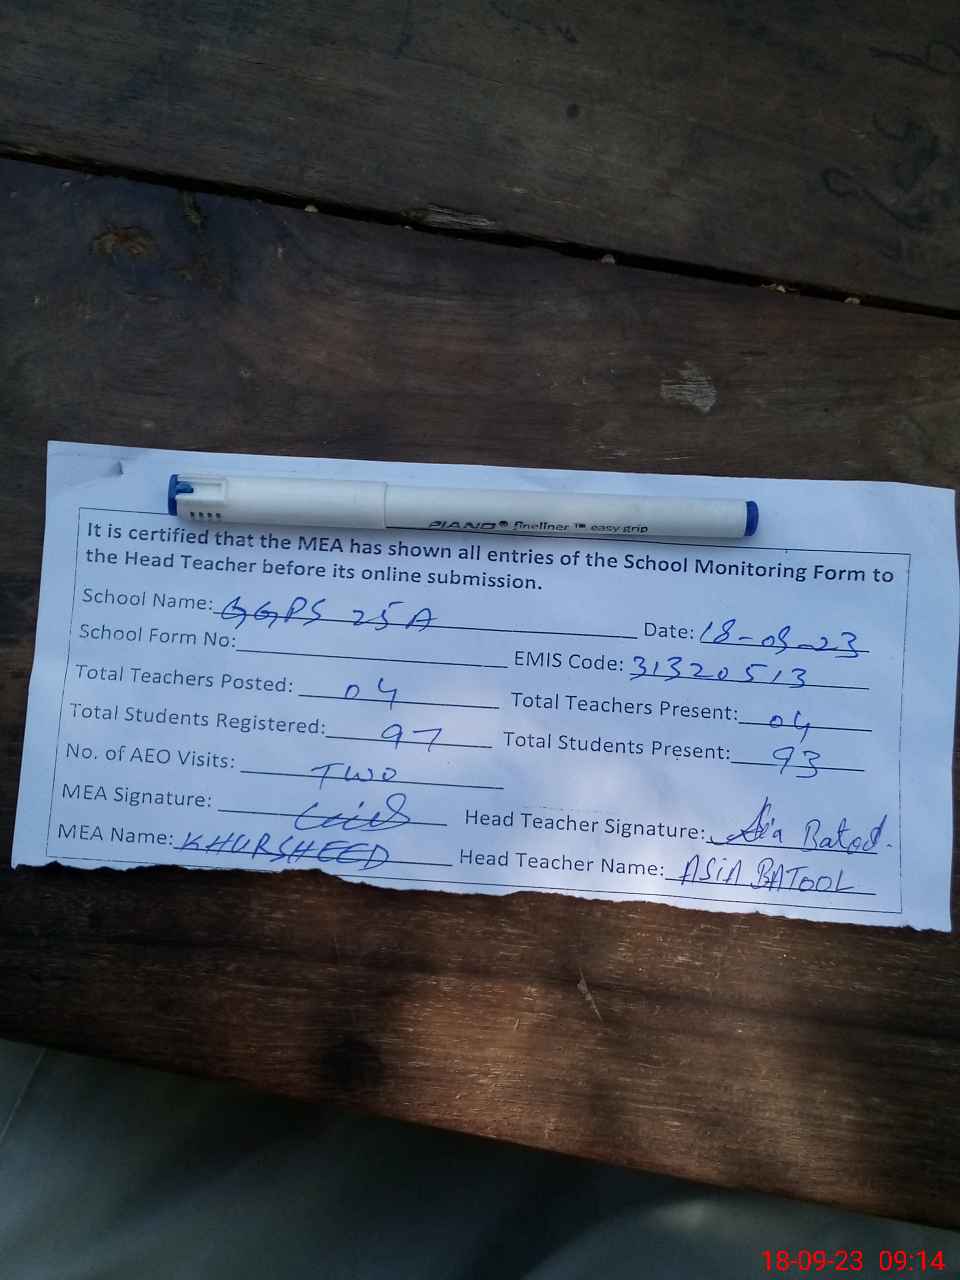 PIANO® fineliner ™ easy grip
It is certified that the MEA has shown all entries of the School Monitoring Form to
the Head Teacher before its online submission.
School Name: GGPS 25A Date: 18-09-23
School Form No: EMIS Code: 31320513
Total Teachers Posted: 04 Total Teachers Present: 04
Total Students Registered: 97 Total Students Present: 93
No. of AEO Visits: TWO
MEA Signature: Head Teacher Signature: Asia Batool.
MEA Name: KHURSHEED Head Teacher Name: ASIA BATOOL
18-09-23 09:14